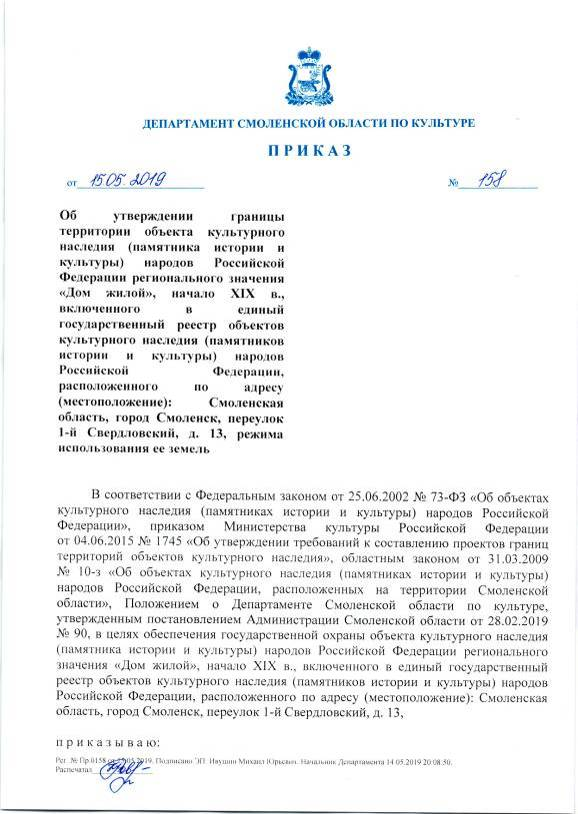 ДЕПАРТАМЕНТ СМОЛЕНСКОЙ ОБЛАСТИ ПО КУЛЬТУРЕ
П Р И К А З
от 15.05.2019 № 158
Об утверждении границы
территории объекта культурного
наследия (памятника истории и
культуры) народов Российской
Федерации регионального значения
«Дом жилой», начало XIX в.,
включенного в единый
государственный реестр объектов
культурного наследия (памятников
истории и культуры) народов
Российской Федерации,
расположенного по адресу
(местоположение): Смоленская
область, город Смоленск, переулок
1-й Свердловский, д. 13, режима
использования ее земель
В соответствии с Федеральным законом от 25.06.2002 № 73-ФЗ «Об объектах
культурного наследия (памятниках истории и культуры) народов Российской
Федерации», приказом Министерства культуры Российской Федерации
от 04.06.2015 № 1745 «Об утверждении требований к составлению проектов границ
территорий объектов культурного наследия», областным законом от 31.03.2009
№ 10-з «Об объектах культурного наследия (памятниках истории и культуры)
народов Российской Федерации, расположенных на территории Смоленской
области», Положением о Департаменте Смоленской области по культуре,
утвержденным постановлением Администрации Смоленской области от 28.02.2019
№ 90, в целях обеспечения государственной охраны объекта культурного наследия
(памятника истории и культуры) народов Российской Федерации регионального
значения «Дом жилой», начало XIX в., включенного в единый государственный
реестр объектов культурного наследия (памятников истории и культуры) народов
Российской Федерации, расположенного по адресу (местоположение): Смоленская
область, город Смоленск, переулок 1-й Свердловский, д. 13,
п р и к а з ы в а ю:
Рег. № Пр.0158 от 15.05.2019. Подписано ЭП: Ивушин Михаил Юрьевич, Начальник Департамента 14.05.2019 20:08:50.
Распечатал